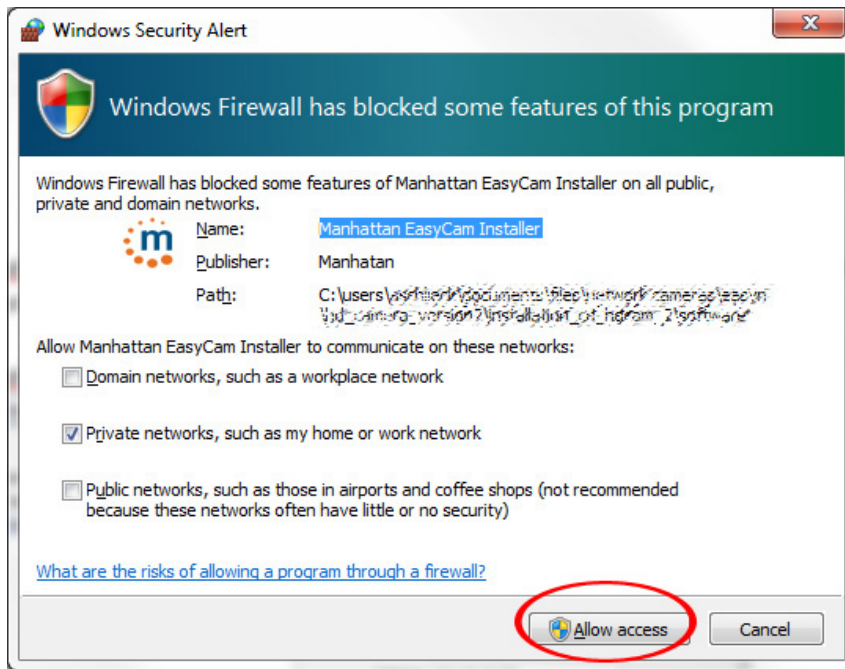 Windows Security Alert
Windows Firewall has blocked some features of this program
Windows Firewall has blocked some features of Manhattan EasyCam Installer on all public,
private and domain networks.
m
Name: Manhattan EasyCam Installer
Publisher: Manhatan
Path: C:\users\
Allow Manhattan EasyCam Installer to communicate on these networks:
Domain networks, such as a workplace network
Private networks, such as my home or work network
Public networks, such as those in airports and coffee shops (not recommended
because these networks often have little or no security)
What are the risks of allowing a program through a firewall?
Allow access Cancel